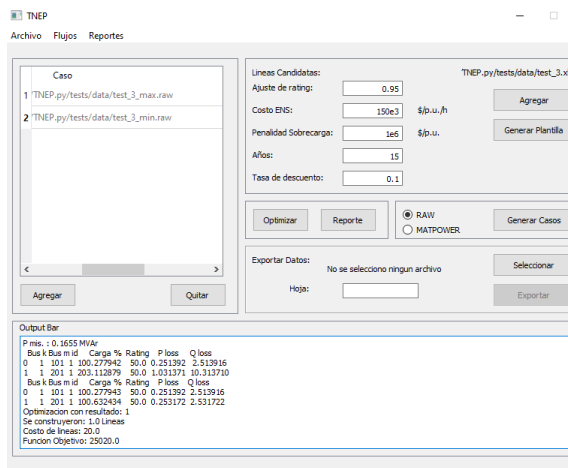 TNEP
Archivo Flujos Reportes
Caso
1 'TNEP.py/tests/data/test_3_max.raw
2 'TNEP.py/tests/data/test_3_min.raw
Agregar Quitar
Lineas Candidatas: 'TNEP.py/tests/data/test_3.x
Ajuste de rating: 0.95
Agregar
Costo ENS: 150e3 $/p.u./h
Penalidad Sobrecarga: 1e6 $/p.u.
Generar Plantilla
Años: 15
Tasa de descuento: 0.1
Optimizar Reporte
RAW
MATPOWER
Generar Casos
Exportar Datos:
No se selecciono ningun archivo
Seleccionar
Hoja:
Exportar
Output Bar
P mis. : 0.1655 MVAr
Bus k Bus m id Carga % Rating P loss Q loss
0 1 101 1 100.277942 50.0 0.251392 2.513916
1 1 201 1 203.112879 50.0 1.031371 10.313710
Bus k Bus m id Carga % Rating P loss Q loss
0 1 101 1 100.277943 50.0 0.251392 2.513916
1 1 201 1 100.632434 50.0 0.253172 2.531722
Optimizacion con resultado: 1
Se construyeron: 1.0 Lineas
Costo de lineas: 20.0
Funcion Objetivo: 25020.0